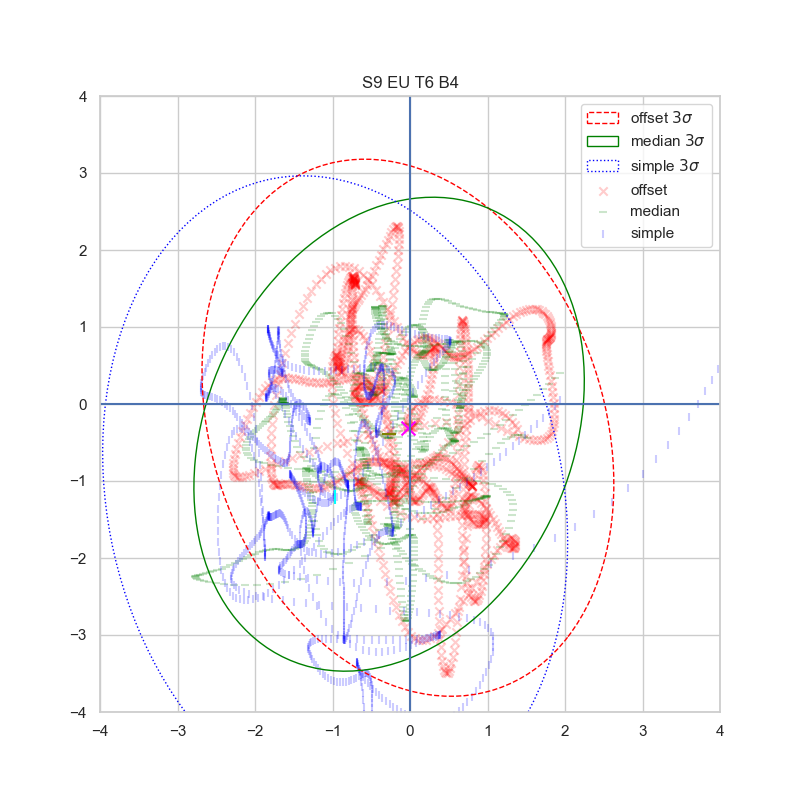 S9 EU T6 B4
offset 3σ
median 3σ
simple 3σ
offset
median
simple
4
3
2
1
0
−1
−2
−3
−4
−4 −3 −2 −1 0 1 2 3 4